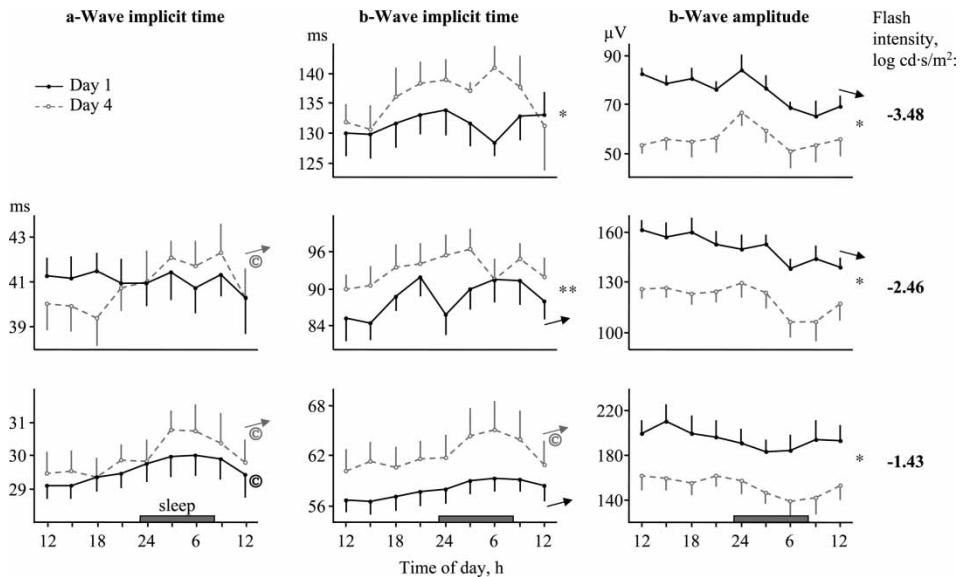 a-Wave implicit time
b-Wave implicit time
b-Wave amplitude
Flash
intensity,
log cd·s/m²:
Day 1
Day 4
ms
140
135
130
125
*
µV
90
70
50
*
-3.48
ms
43
41
39
©
96
90
84
**
160
130
100
*
-2.46
31
30
29
©
©
sleep
12 18 24 6 12
68
62
56
©
12 18 24 6 12
Time of day, h
220
180
140
*
-1.43
12 18 24 6 12